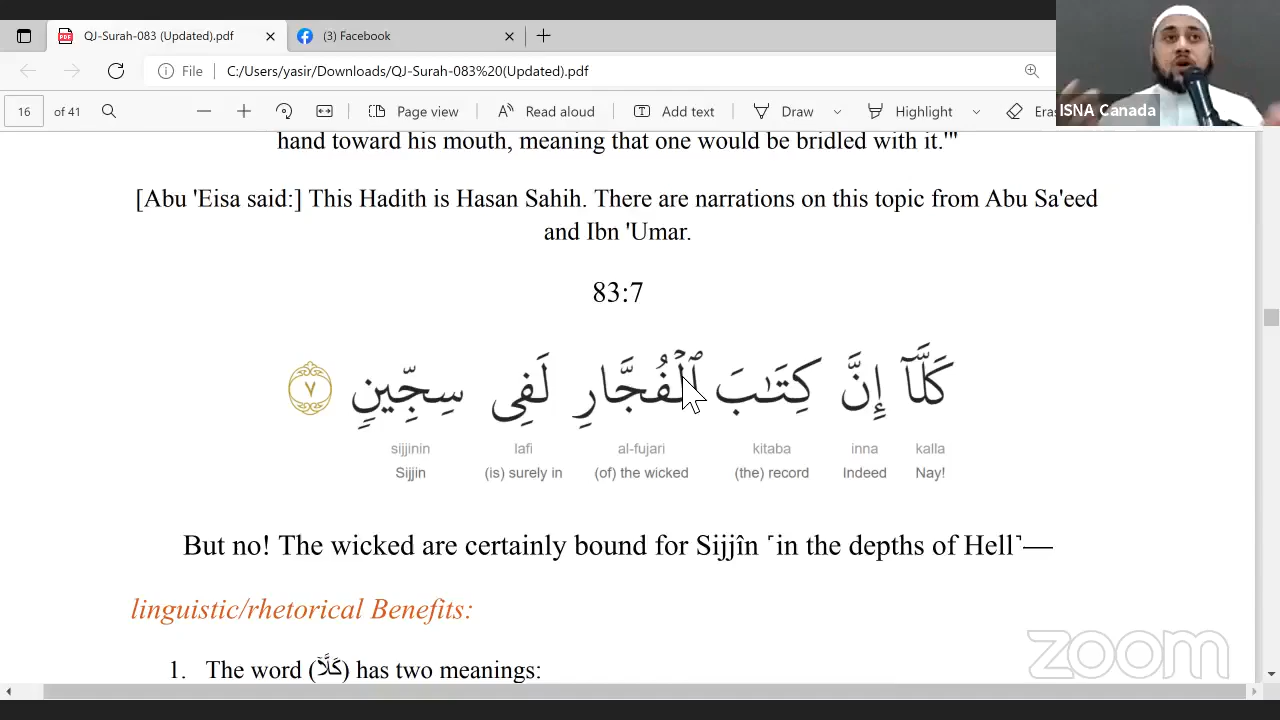 QJ-Surah-083 (Updated).pdf
(3) Facebook
File
C:/Users/yasir/Downloads/QJ-Surah-083%20(Updated).pdf
16 of 41
Page view
Read aloud
Add text
Draw
Highlight
Eras
ISNA Canada
hand toward his mouth, meaning that one would be bridled with it.'"
[Abu 'Eisa said:] This Hadith is Hasan Sahih. There are narrations on this topic from Abu Sa'eed
and Ibn 'Umar.
83:7
كَلَّآ إِنَّ كِتَـٰبَ ٱلْفُجَّارِ لَفِى سِجِّينٍۢ ٧
sijjinin lafi al-fujari kitaba inna kalla
Sijjin (is) surely in (of) the wicked (the) record Indeed Nay!
But no! The wicked are certainly bound for Sijjîn ˹in the depths of Hell˺—
linguistic/rhetorical Benefits:
1. The word (كَلَّآ) has two meanings:
zoom